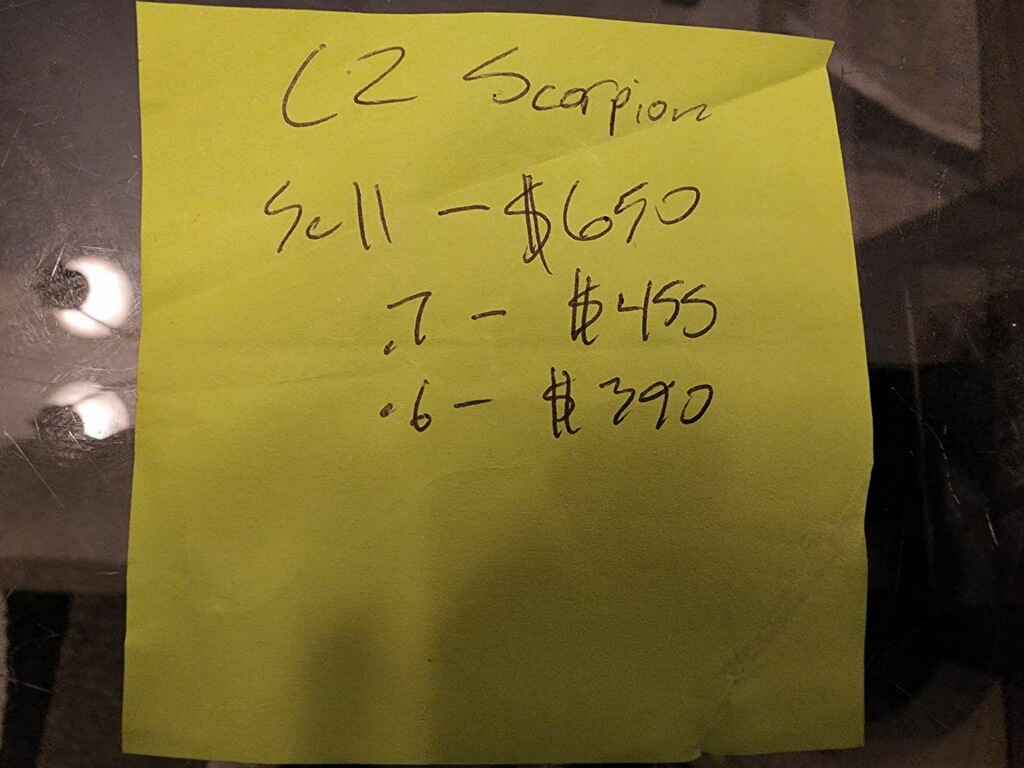 CZ Scorpion
Sell - $650
.7 - $455
.6 - $390